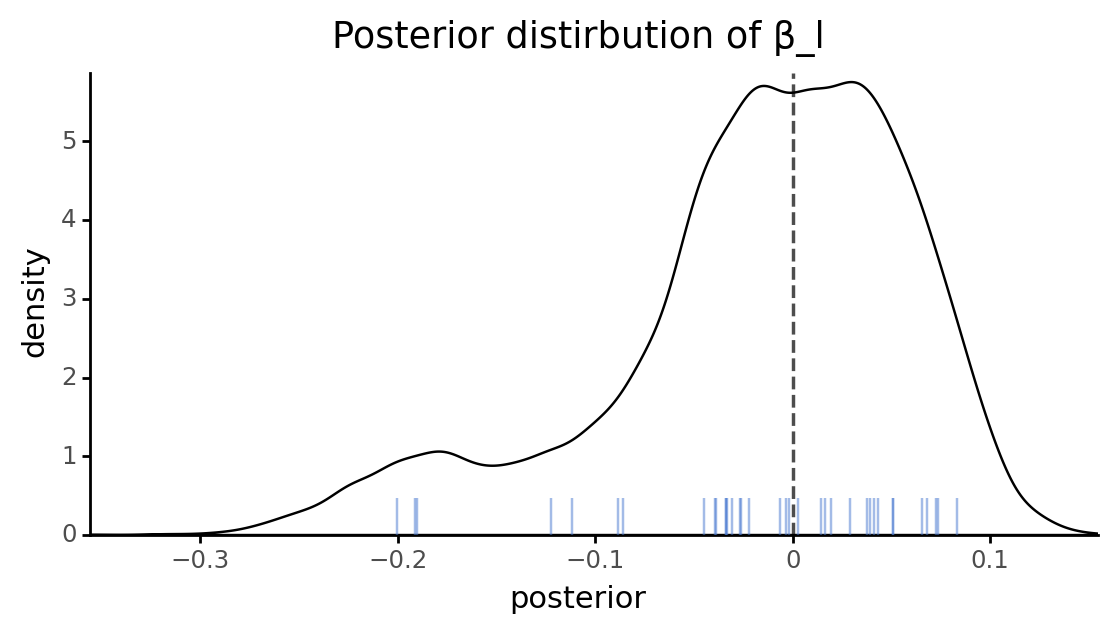 Posterior distirbution of β_l
density
5
4
3
2
1
0
−0.3 −0.2 −0.1 0 0.1
posterior